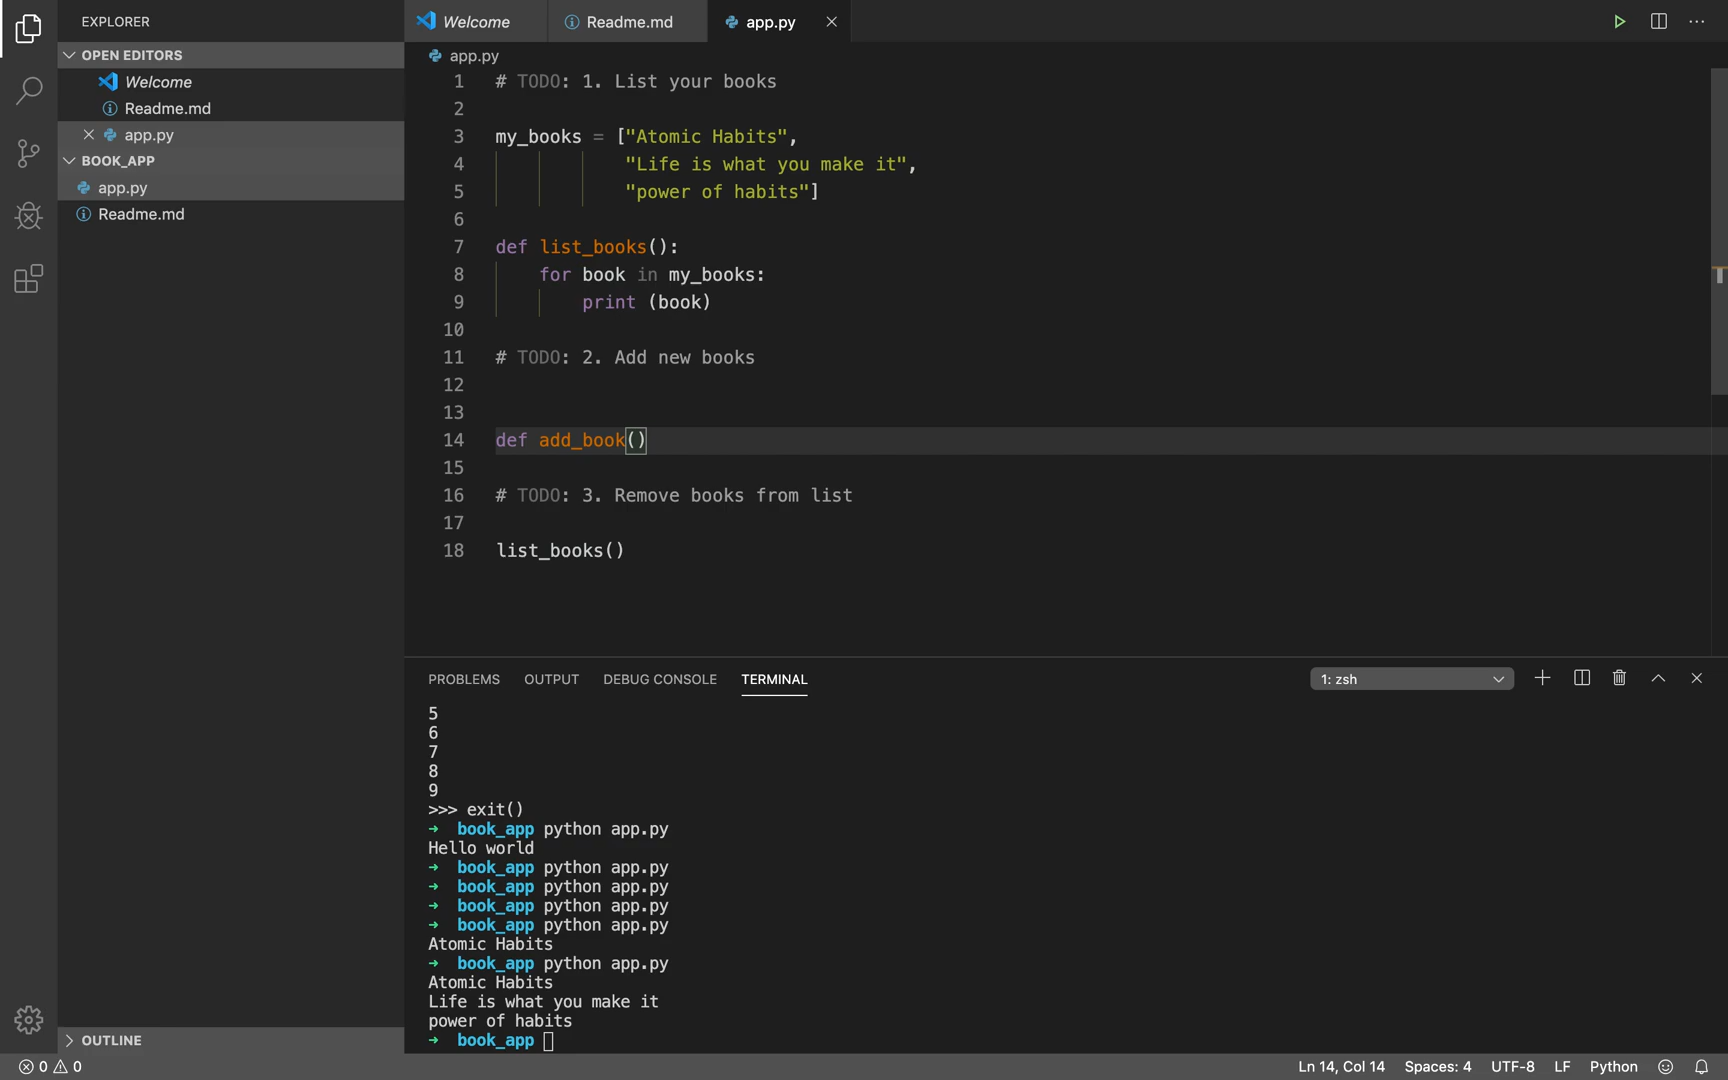 EXPLORER
OPEN EDITORS
Welcome
Readme.md
app.py
BOOK_APP
app.py
Readme.md
OUTLINE
Welcome
Readme.md
app.py
app.py
1 # TODO: 1. List your books
2
3 my_books = ["Atomic Habits",
4 "Life is what you make it",
5 "power of habits"]
6
7 def list_books():
8 for book in my_books:
9 print (book)
10
11 # TODO: 2. Add new books
12
13
14 def add_book()
15
16 # TODO: 3. Remove books from list
17
18 list_books()
PROBLEMS OUTPUT DEBUG CONSOLE TERMINAL
1: zsh
5
6
7
8
9
>>> exit()
➜ book_app python app.py
Hello world
➜ book_app python app.py
➜ book_app python app.py
➜ book_app python app.py
➜ book_app python app.py
Atomic Habits
➜ book_app python app.py
Atomic Habits
Life is what you make it
power of habits
➜ book_app
0 0
Ln 14, Col 14 Spaces: 4 UTF-8 LF Python